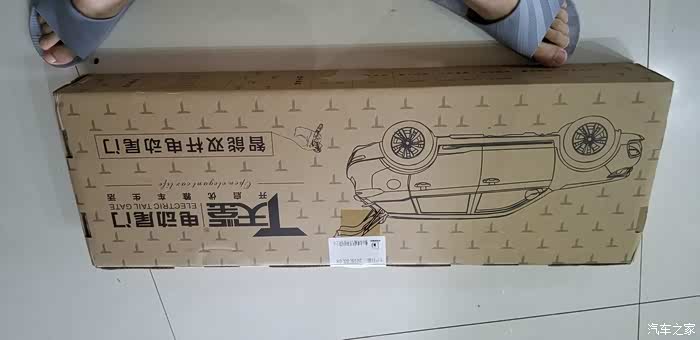 电动尾门
ELECTRIC TAIL GATE
开 启 优 雅 车 生 活
Open elegant car life
智能双杆电动尾门
汽车之家